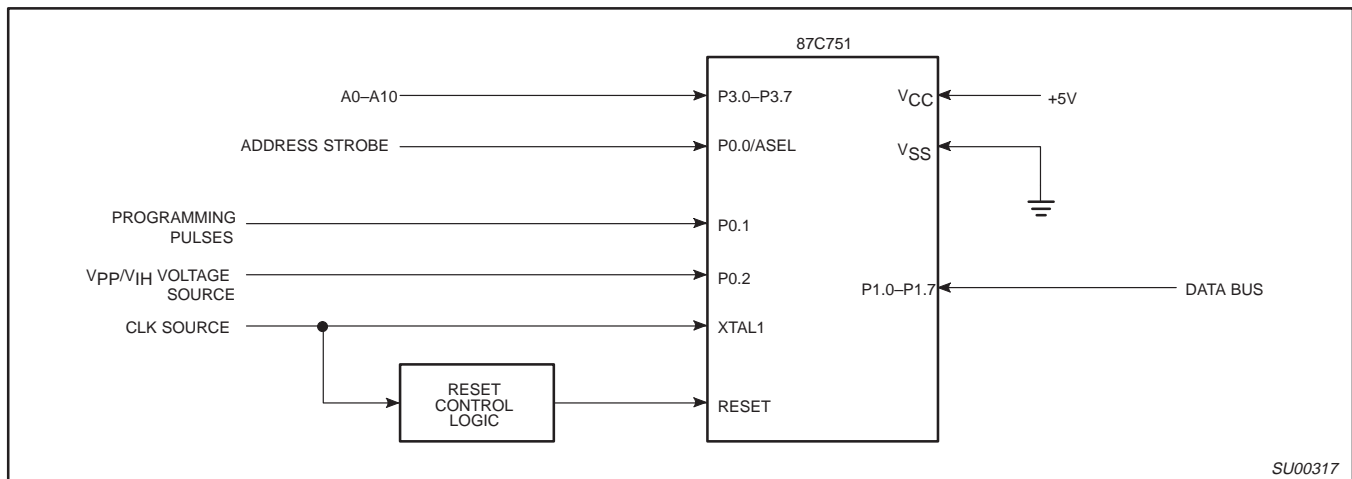 87C751
A0–A10
P3.0–P3.7
VCC
+5V
ADDRESS STROBE
P0.0/ASEL
VSS
PROGRAMMING
PULSES
P0.1
VPP/VIH VOLTAGE
SOURCE
P0.2
P1.0–P1.7
DATA BUS
CLK SOURCE
XTAL1
RESET
CONTROL
LOGIC
RESET
SU00317